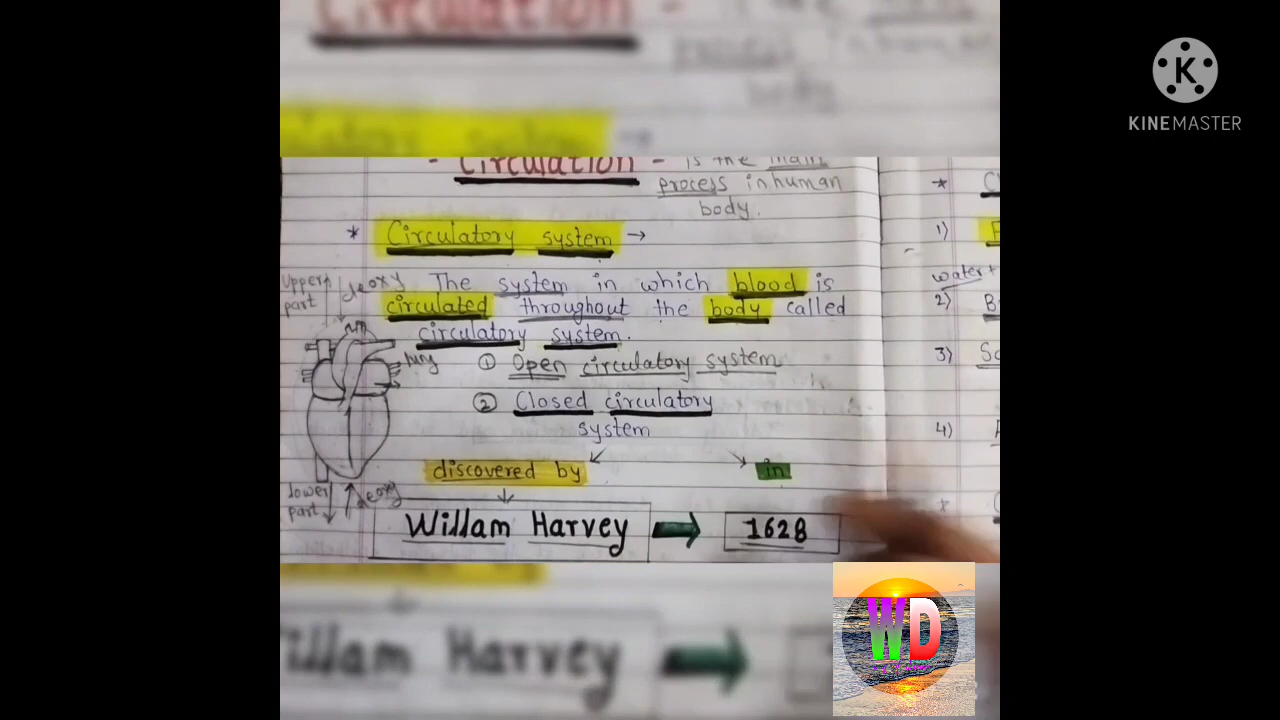 Circulation -
KINEMASTER
- Circulation - is the main
process in human
body.
* Circulatory system →
The system in which blood is
circulated throughout the body called
circulatory system.
① Open circulatory system
② Closed circulatory
system
discovered by
in
Willam Harvey → 1628
upper
part
deoxy
lung
lower
part
deoxy
*
1)
water+
2)
3)
4)
*
illam Harvey
WD